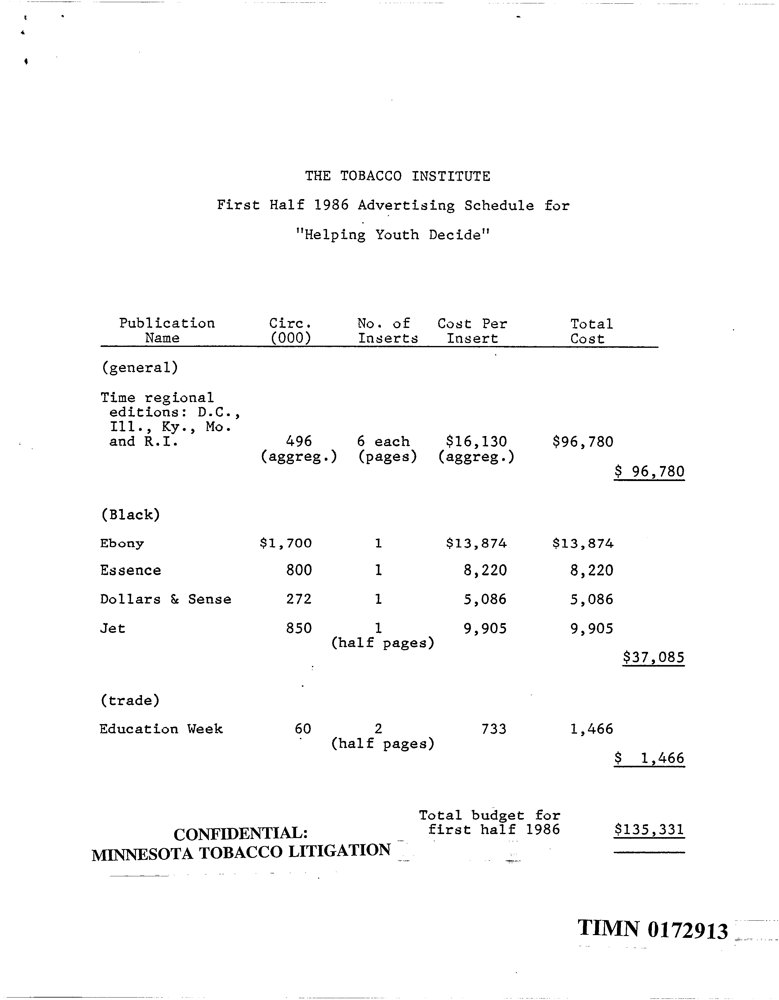 THE TOBACCO INSTITUTE
First Half 1986 Advertising Schedule for
"Helping Youth Decide"
Publication Circ. No. of Cost Per Total
Name (000) Inserts Insert Cost
(general)
Time regional
editions: D.C.,
Ill., Ky., Mo.
and R.I. 496 6 each $16,130 $96,780
(aggreg.) (pages) (aggreg.)
$ 96,780
(Black)
Ebony $1,700 1 $13,874 $13,874
Essence 800 1 8,220 8,220
Dollars & Sense 272 1 5,086 5,086
Jet 850 1 9,905 9,905
(half pages)
$37,085
(trade)
Education Week 60 2 733 1,466
(half pages)
$ 1,466
Total budget for
first half 1986 $135,331
CONFIDENTIAL:
MINNESOTA TOBACCO LITIGATION
TIMN 0172913